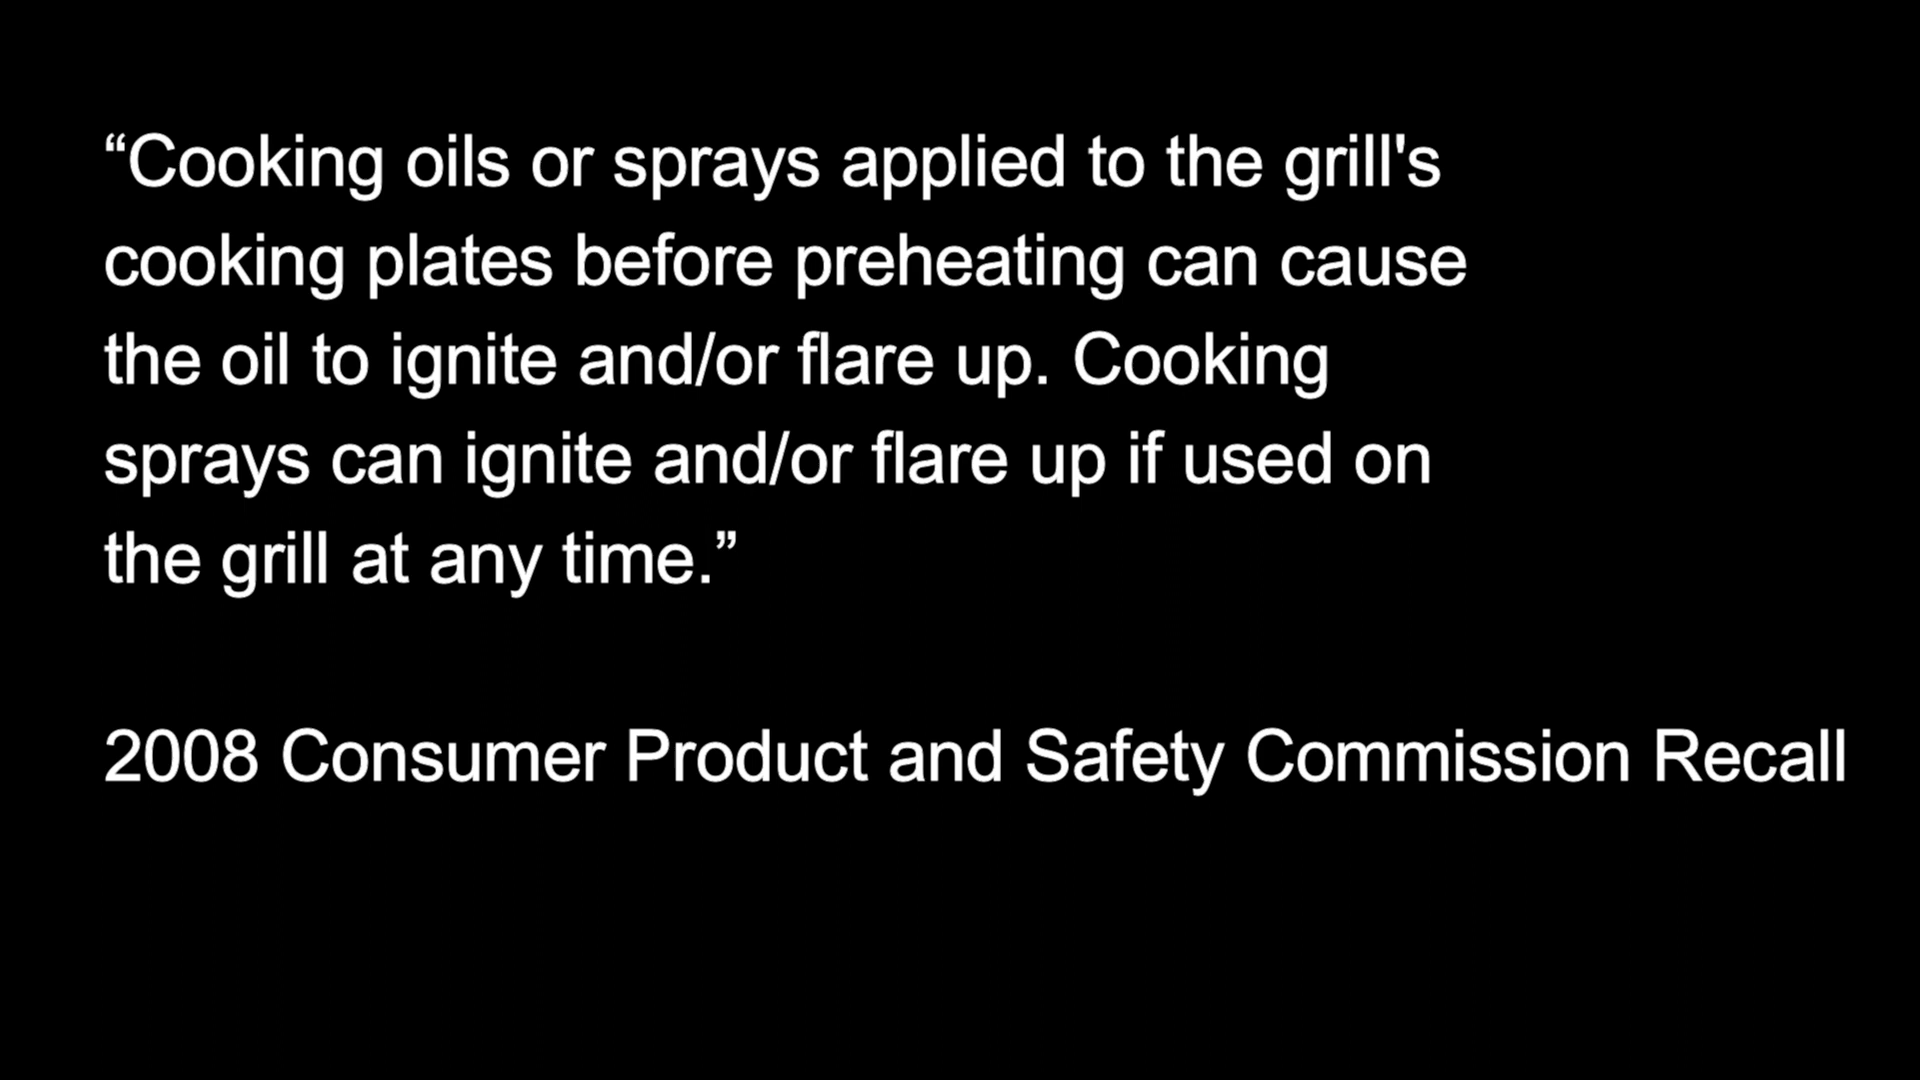 “Cooking oils or sprays applied to the grill's
cooking plates before preheating can cause
the oil to ignite and/or flare up. Cooking
sprays can ignite and/or flare up if used on
the grill at any time.”
2008 Consumer Product and Safety Commission Recall